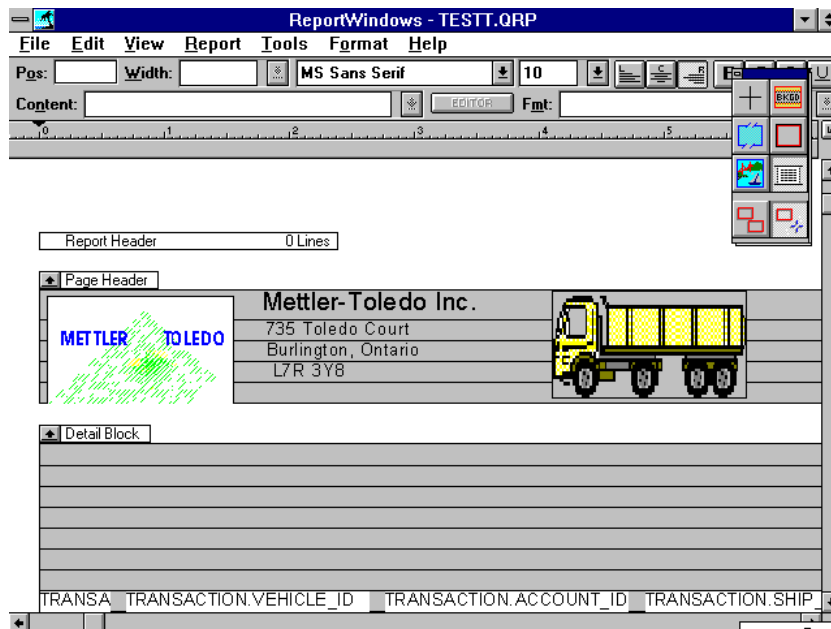 ReportWindows - TESTT.QRP
File Edit View Report Tools Format Help
Pos: Width: MS Sans Serif 10
Content: EDITOR Fmt:
0 1 2 3 4 5
BKGD
Report Header 0 Lines
Page Header
METTLER TOLEDO
Mettler-Toledo Inc.
735 Toledo Court
Burlington, Ontario
L7R 3Y8
Detail Block
TRANSA TRANSACTION.VEHICLE_ID TRANSACTION.ACCOUNT_ID TRANSACTION.SHIP_